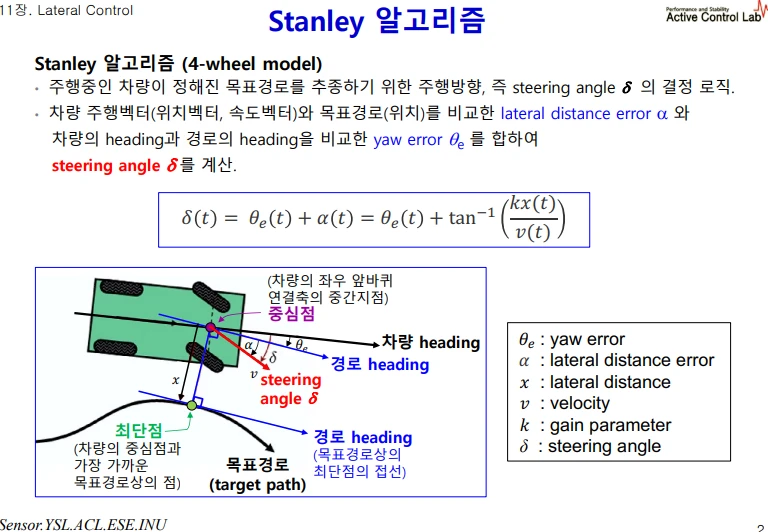 11장. Lateral Control
Stanley 알고리즘
Performance and Stability
Active Control Lab
Stanley 알고리즘 (4-wheel model)
• 주행중인 차량이 정해진 목표경로를 추종하기 위한 주행방향, 즉 steering angle δ 의 결정 로직.
• 차량 주행벡터(위치벡터, 속도벡터)와 목표경로(위치)를 비교한 lateral distance error α 와
차량의 heading과 경로의 heading을 비교한 yaw error θe 를 합하여
steering angle δ를 계산.
δ(t) = θe(t) + α(t) = θe(t) + tan⁻¹(kx(t)/v(t))
(차량의 좌우 앞바퀴
연결축의 중간지점)
중심점
차량 heading
α
δ
θe
경로 heading
v
steering
angle δ
x
최단점
(차량의 중심점과
가장 가까운
목표경로상의 점)
목표경로
(target path)
경로 heading
(목표경로상의
최단점의 접선)
θe : yaw error
α : lateral distance error
x : lateral distance
v : velocity
k : gain parameter
δ : steering angle
Sensor.YSL.ACL.ESE.INU
2